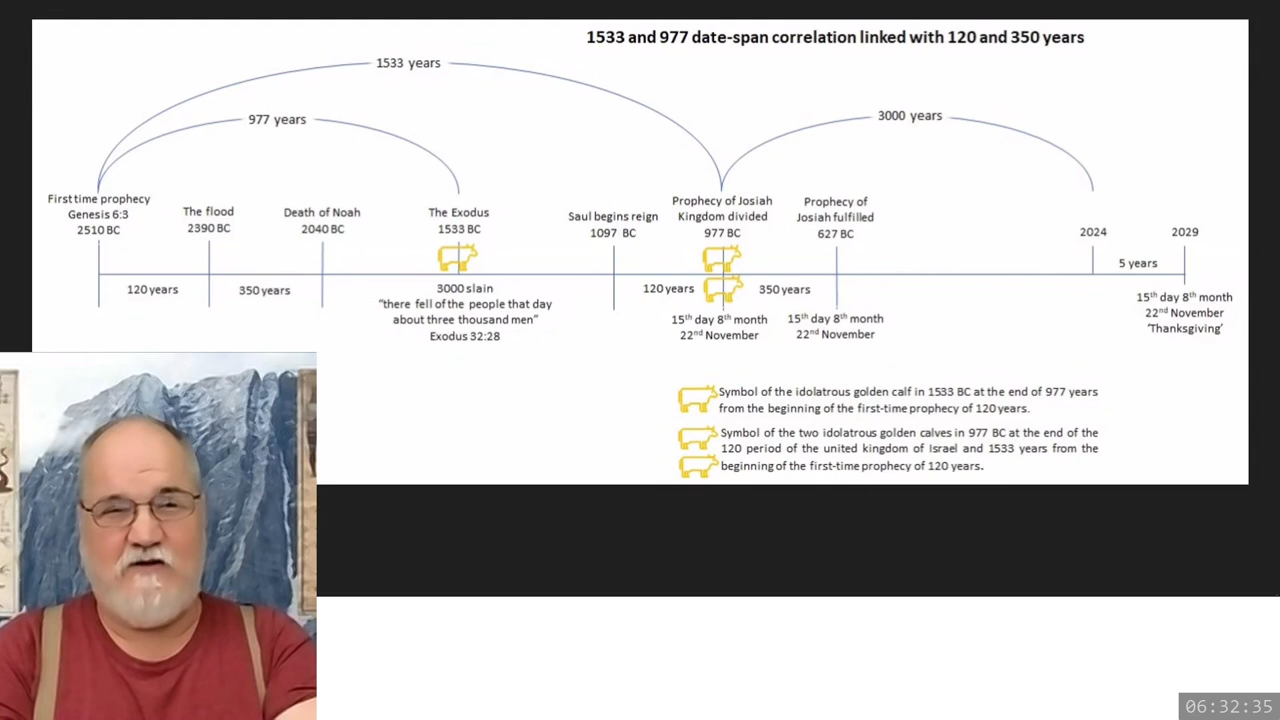 1533 and 977 date-span correlation linked with 120 and 350 years
1533 years
977 years
3000 years
First time prophecy
Genesis 6:3
2510 BC
The flood
2390 BC
Death of Noah
2040 BC
The Exodus
1533 BC
Saul begins reign
1097 BC
Prophecy of Josiah
Kingdom divided
977 BC
Prophecy of
Josiah fulfilled
627 BC
2024
2029
5 years
120 years
350 years
3000 slain
"there fell of the people that day
about three thousand men"
Exodus 32:28
120 years
350 years
15th day 8th month
22nd November
15th day 8th month
22nd November
15th day 8th month
22nd November
'Thanksgiving'
Symbol of the idolatrous golden calf in 1533 BC at the end of 977 years
from the beginning of the first-time prophecy of 120 years.
Symbol of the two idolatrous golden calves in 977 BC at the end of the
120 period of the united kingdom of Israel and 1533 years from the
beginning of the first-time prophecy of 120 years.
06:32:35